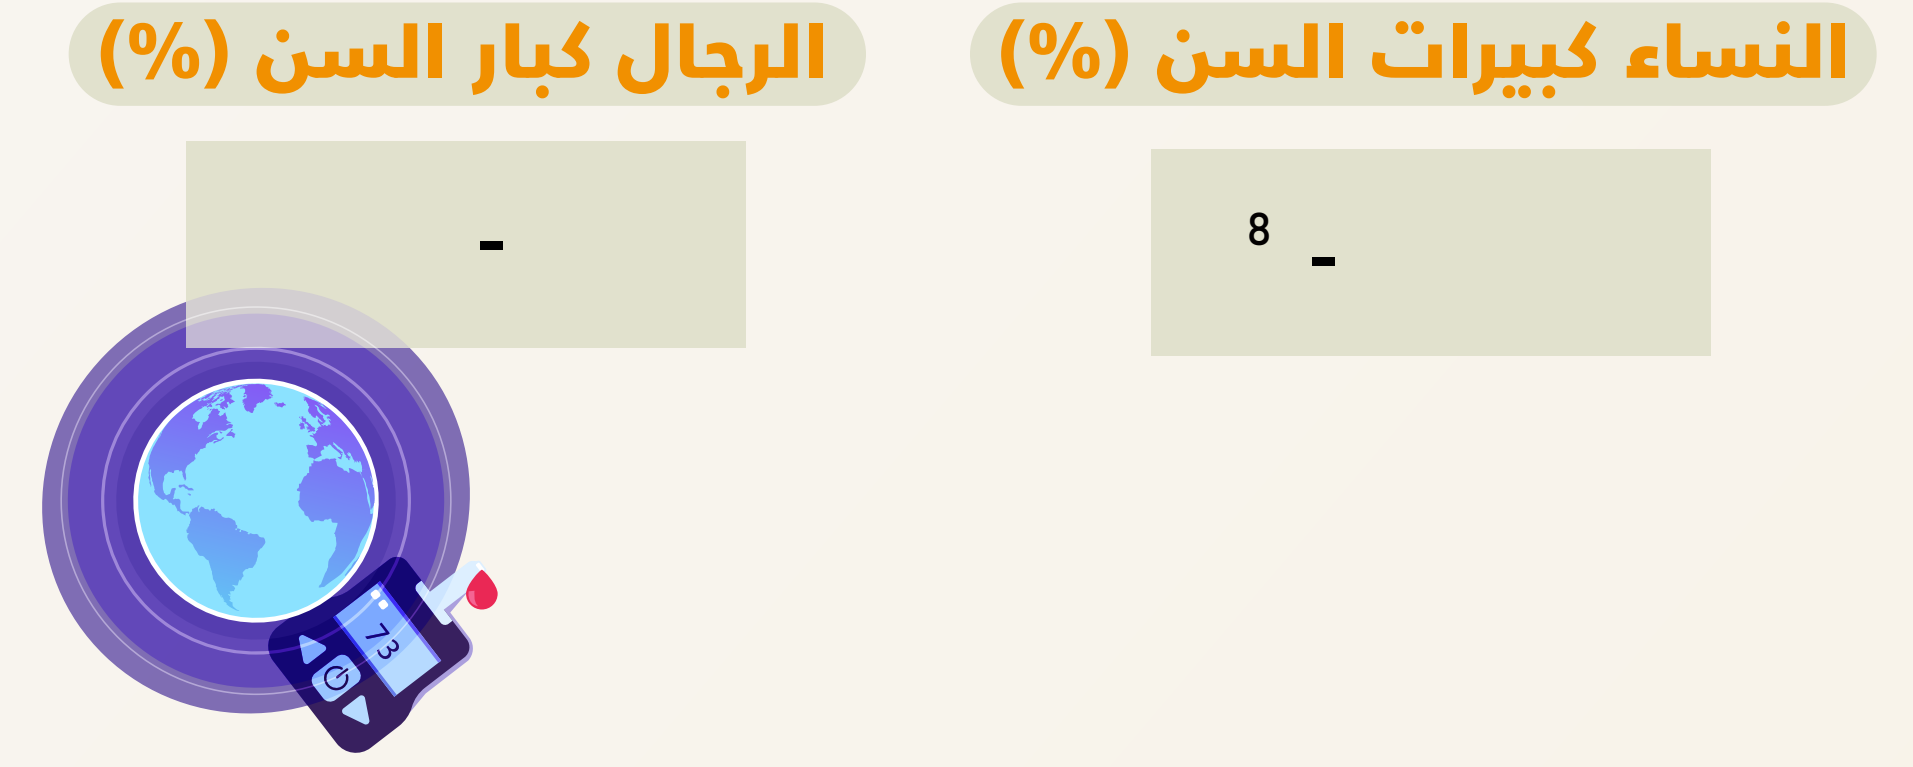 النساء كبيرات السن (%)
الرجال كبار السن (%)
8
-
-
73